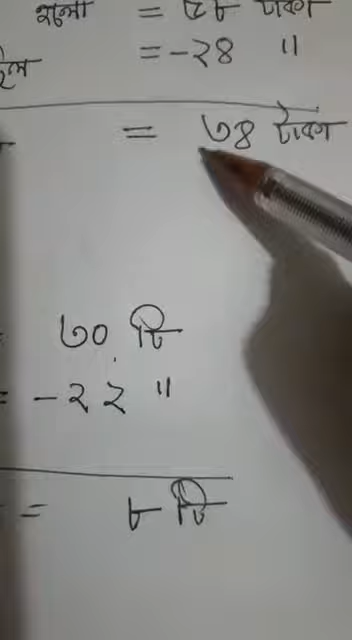 = ৫৮ টাকা
= -২৪ "
= ৩৪ টাকা
= ৩০ টি
= -২২ "
= ৮ টি